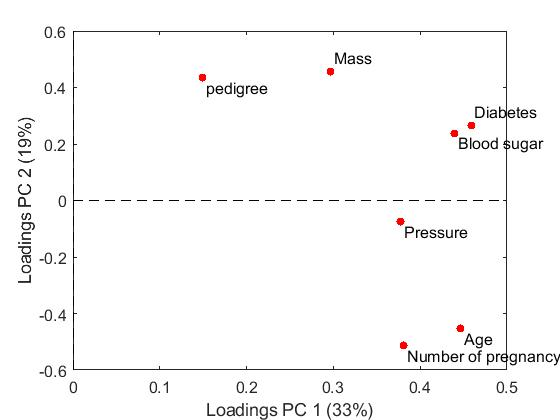 0.6
0.4
0.2
0
-0.2
-0.4
-0.6
Loadings PC 2 (19%)
Mass
pedigree
Diabetes
Blood sugar
Pressure
Age
Number of pregnancy
0
0.1
0.2
0.3
0.4
0.5
Loadings PC 1 (33%)